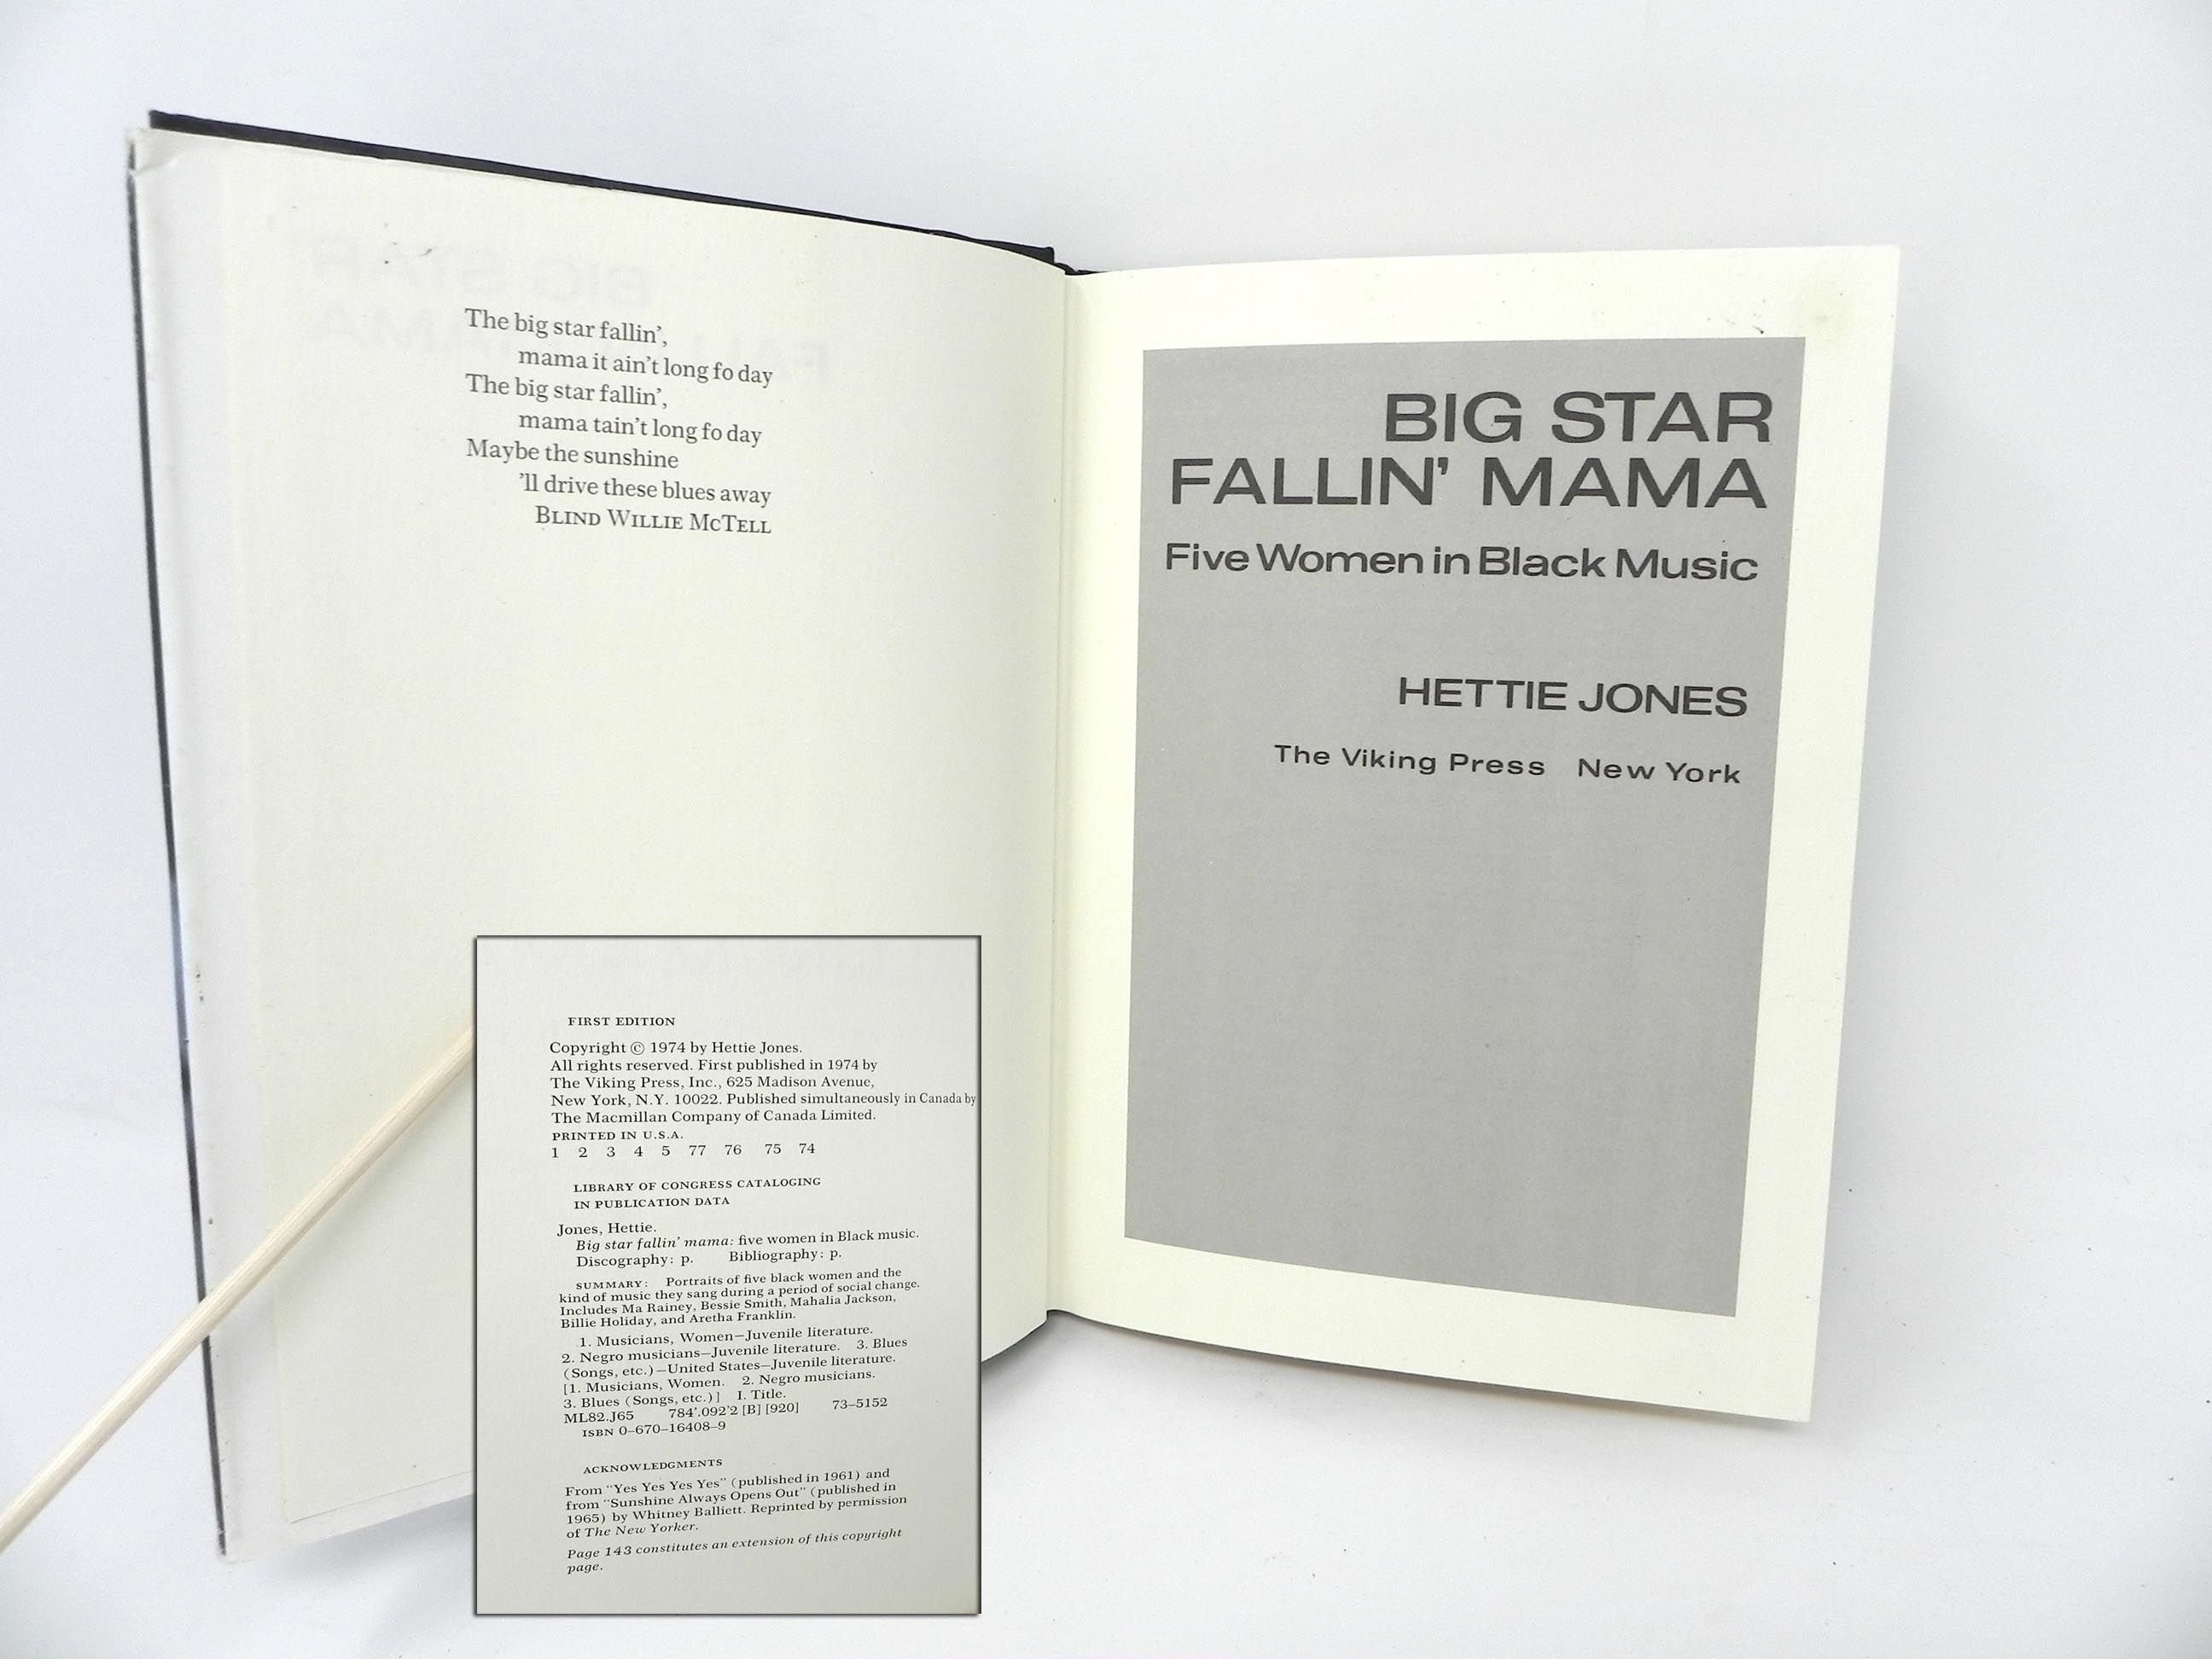 The big star fallin',
mama it ain't long fo day
The big star fallin',
mama tain't long fo day
Maybe the sunshine
'll drive these blues away
BLIND WILLIE MCTELL
BIG STAR
FALLIN' MAMA
Five Women in Black Music
HETTIE JONES
The Viking Press New York
FIRST EDITION
Copyright © 1974 by Hettie Jones.
All rights reserved. First published in 1974 by
The Viking Press, Inc., 625 Madison Avenue,
New York, N.Y. 10022. Published simultaneously in Canada by
The Macmillan Company of Canada Limited.
PRINTED IN U.S.A.
1 2 3 4 5 77 76 75 74
LIBRARY OF CONGRESS CATALOGING
IN PUBLICATION DATA
Jones, Hettie.
Big star fallin' mama: five women in Black music.
Discography: p. Bibliography: p.
SUMMARY: Portraits of five black women and the
kind of music they sang during a period of social change.
Includes Ma Rainey, Bessie Smith, Mahalia Jackson,
Billie Holiday, and Aretha Franklin.
1. Musicians, Women—Juvenile literature.
2. Negro musicians—Juvenile literature. 3. Blues
(Songs, etc.)—United States—Juvenile literature.
[1. Musicians, Women. 2. Negro musicians.
3. Blues (Songs, etc.)] I. Title.
ML82.J65 784'.092'2 [B] [920] 73–5152
ISBN 0–670–16408–9
ACKNOWLEDGMENTS
From "Yes Yes Yes Yes" (published in 1961) and
from "Sunshine Always Opens Out" (published in
1965) by Whitney Balliett. Reprinted by permission
of The New Yorker.
Page 143 constitutes an extension of this copyright
page.